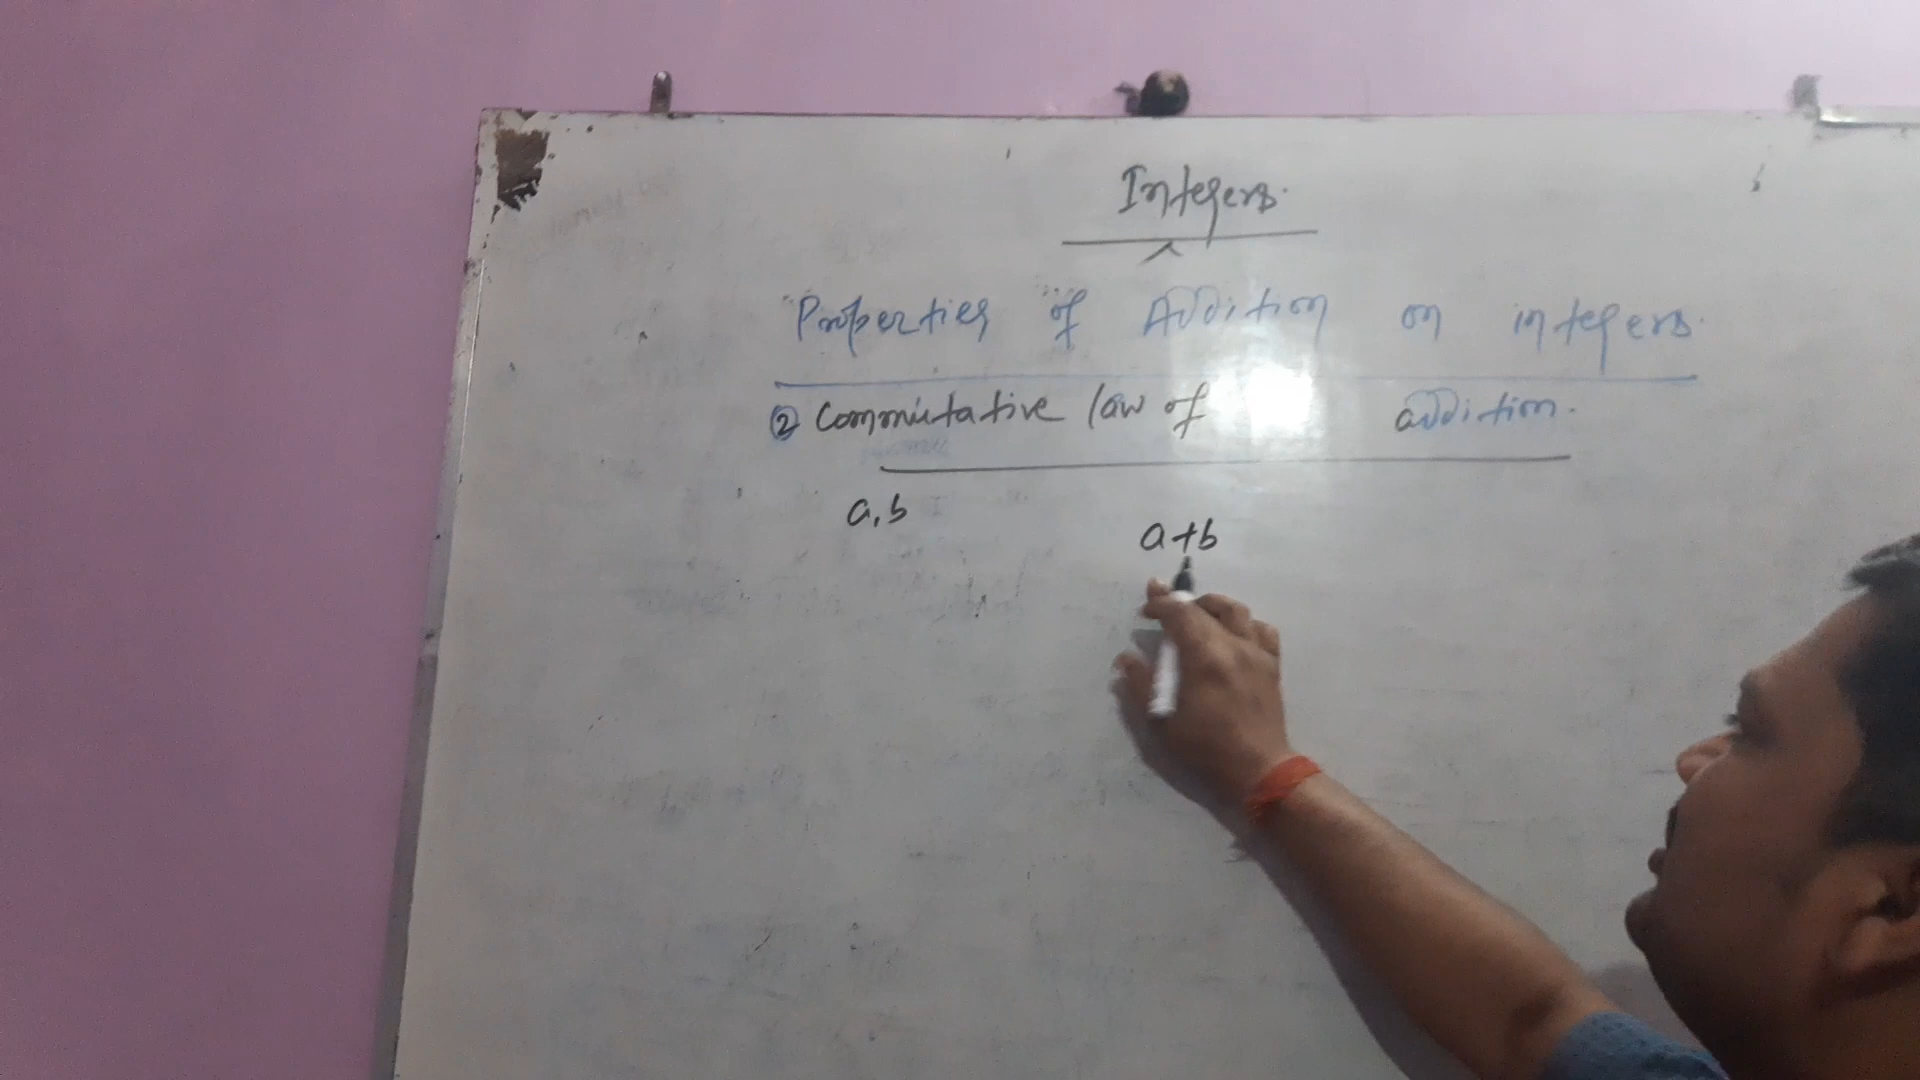 Integers.
Properties of Addition on integers.
② Commutative law of addition.
a, b
a+b